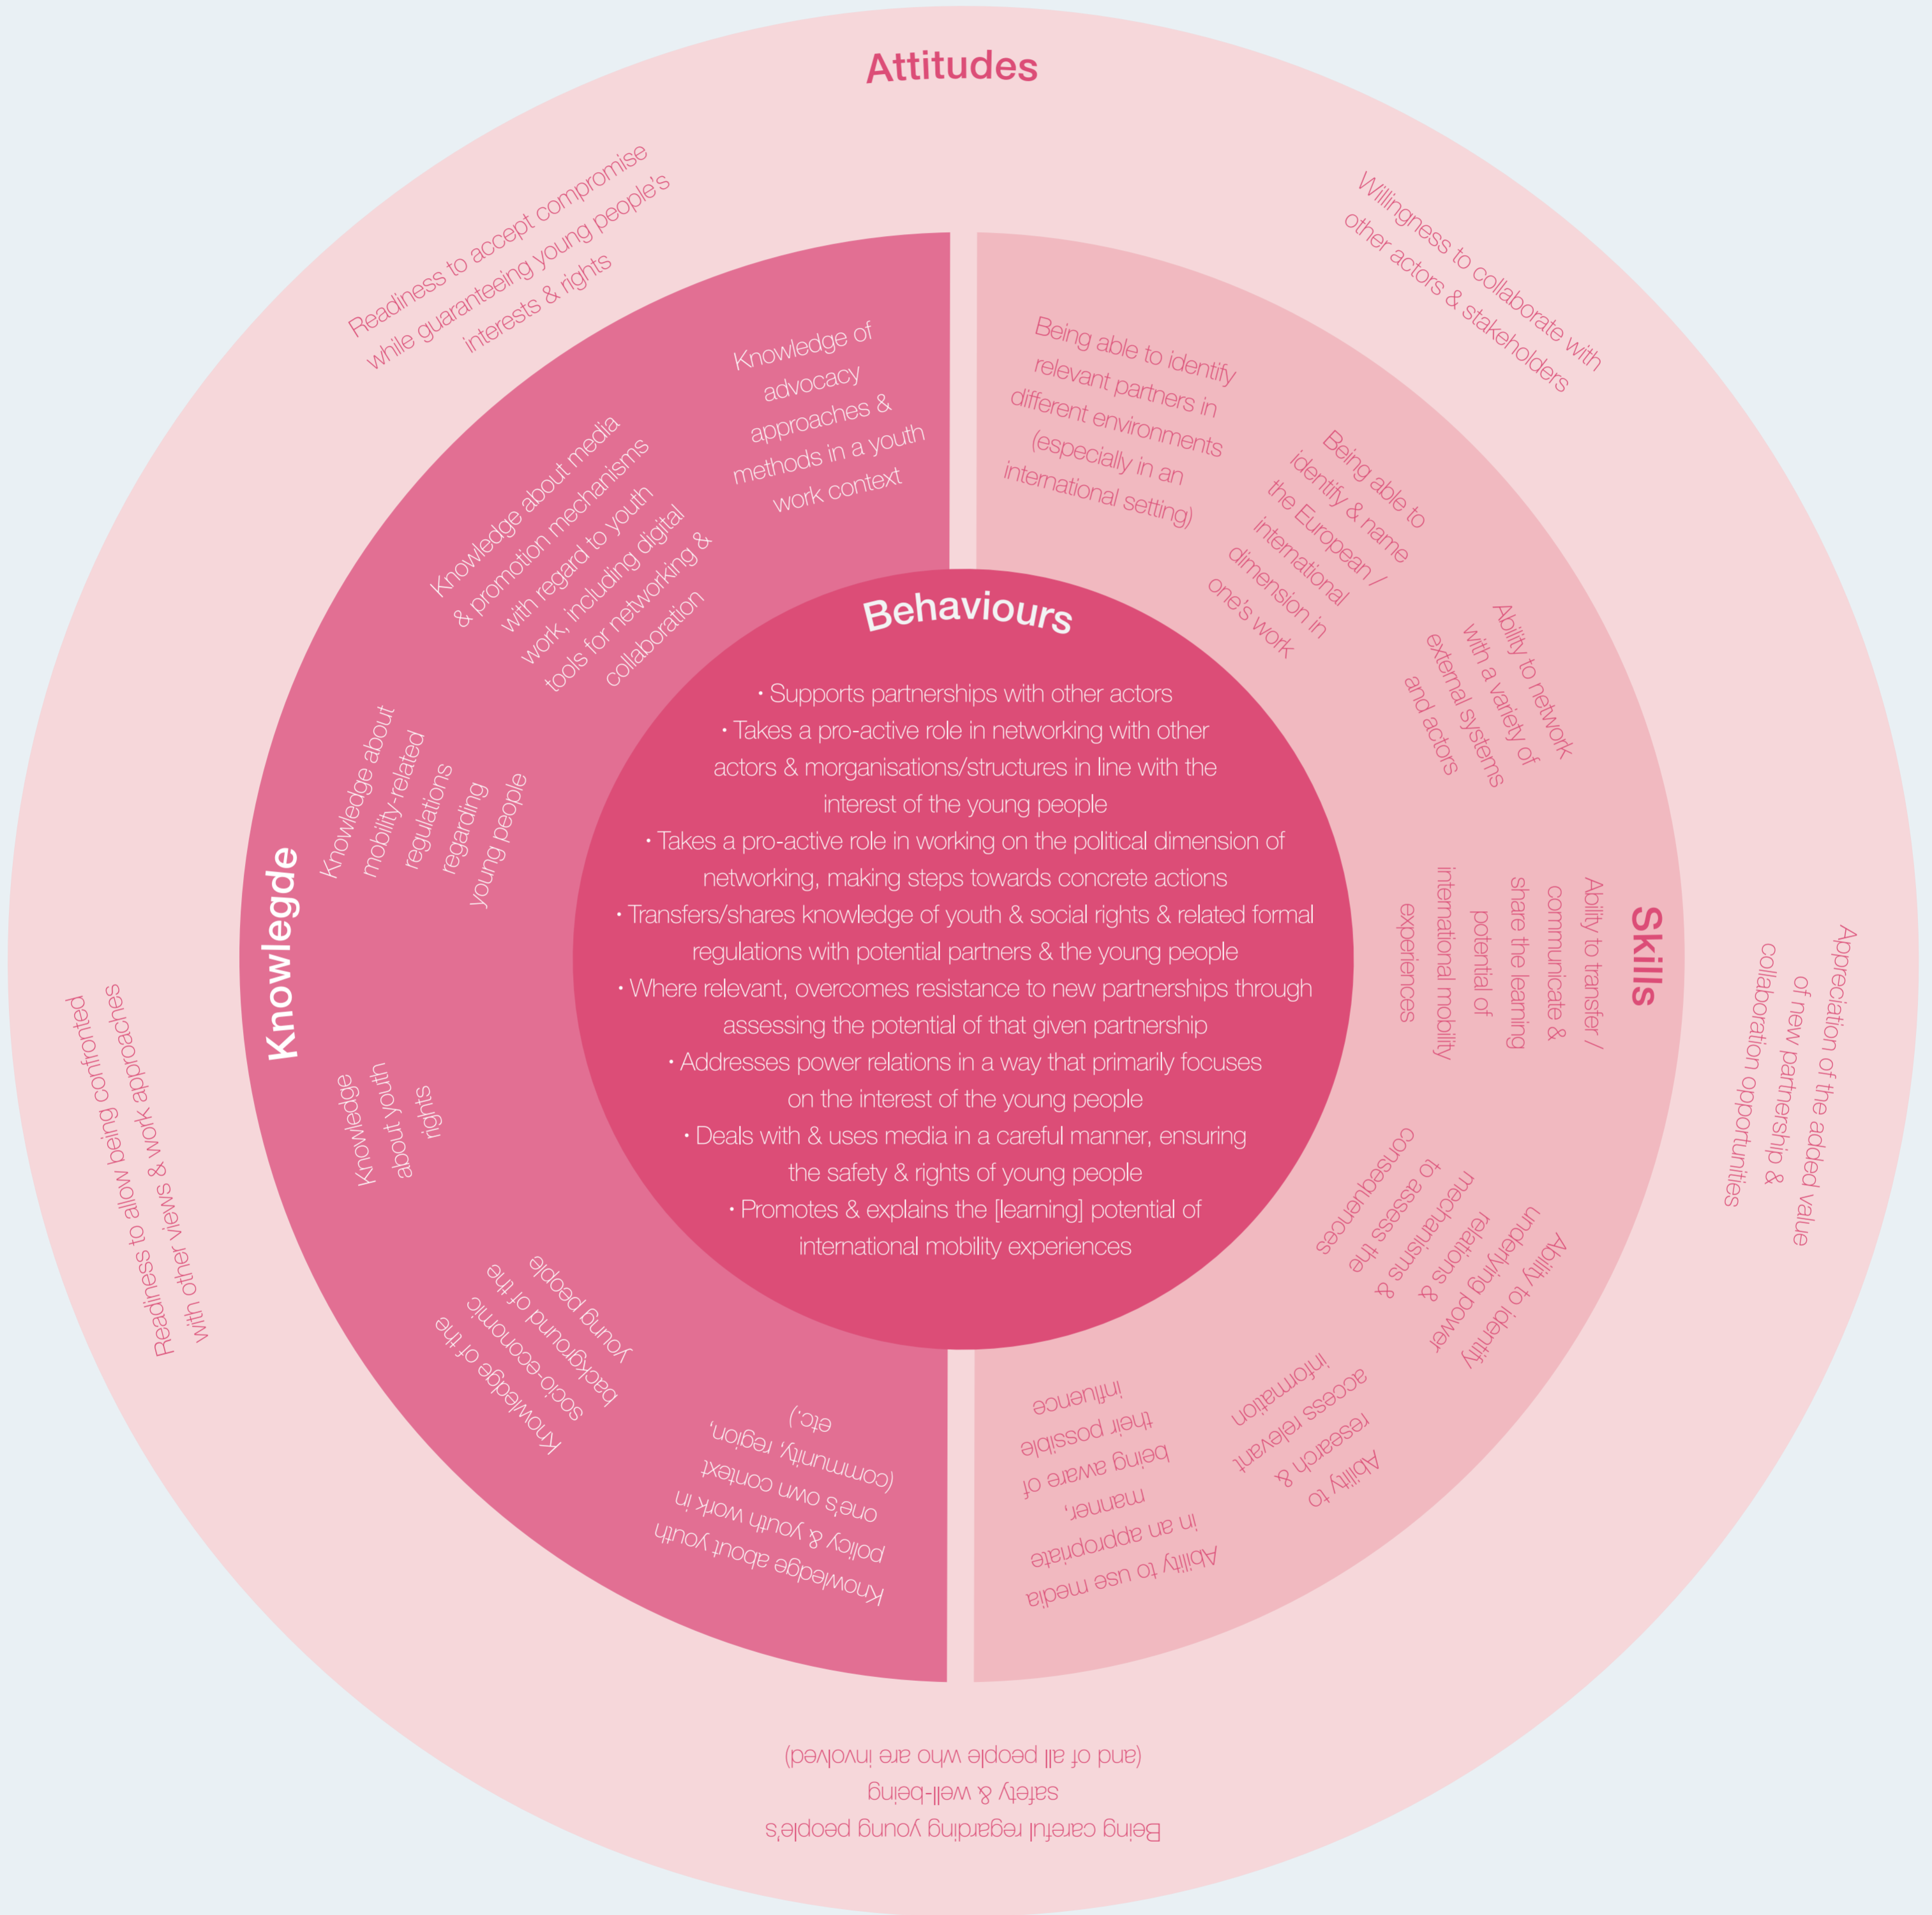 Attitudes
Readiness to accept compromise
while guaranteeing young people's
interests & rights
Willingness to collaborate with
other actors & stakeholders
Appreciation of the added value
of new partnership &
collaboration opportunities
Being careful regarding young people's
safety & well-being
(and of all people who are involved)
Readiness to allow being confronted
with other views & work approaches
Knowlegde
Knowledge of
advocacy
approaches &
methods in a youth
work context
Knowledge about media
& promotion mechanisms
with regard to youth
work, including digital
tools for networking &
collaboration
Knowledge about
mobility-related
regulations
regarding
young people
Knowledge
about youth
rights
Knowledge of the
socio-economic
background of the
young people
Knowledge about youth
policy & youth work in
one's own context
(community, region,
etc.)
Skills
Being able to identify
relevant partners in
different environments
(especially in an
international setting)
Being able to
identify & name
the European /
international
dimension in
one's work
Ability to network
with a variety of
external systems
and actors
Ability to transfer /
communicate &
share the learning
potential of
international mobility
experiences
Ability to identify
underlying power
relations &
mechanisms &
to assess the
consequences
Ability to
research &
access relevant
information
Ability to use media
in an appropriate
manner,
being aware of
their possible
influence
Behaviours
• Supports partnerships with other actors
• Takes a pro-active role in networking with other
actors & morganisations/structures in line with the
interest of the young people
• Takes a pro-active role in working on the political dimension of
networking, making steps towards concrete actions
• Transfers/shares knowledge of youth & social rights & related formal
regulations with potential partners & the young people
• Where relevant, overcomes resistance to new partnerships through
assessing the potential of that given partnership
• Addresses power relations in a way that primarily focuses
on the interest of the young people
• Deals with & uses media in a careful manner, ensuring
the safety & rights of young people
• Promotes & explains the [learning] potential of
international mobility experiences